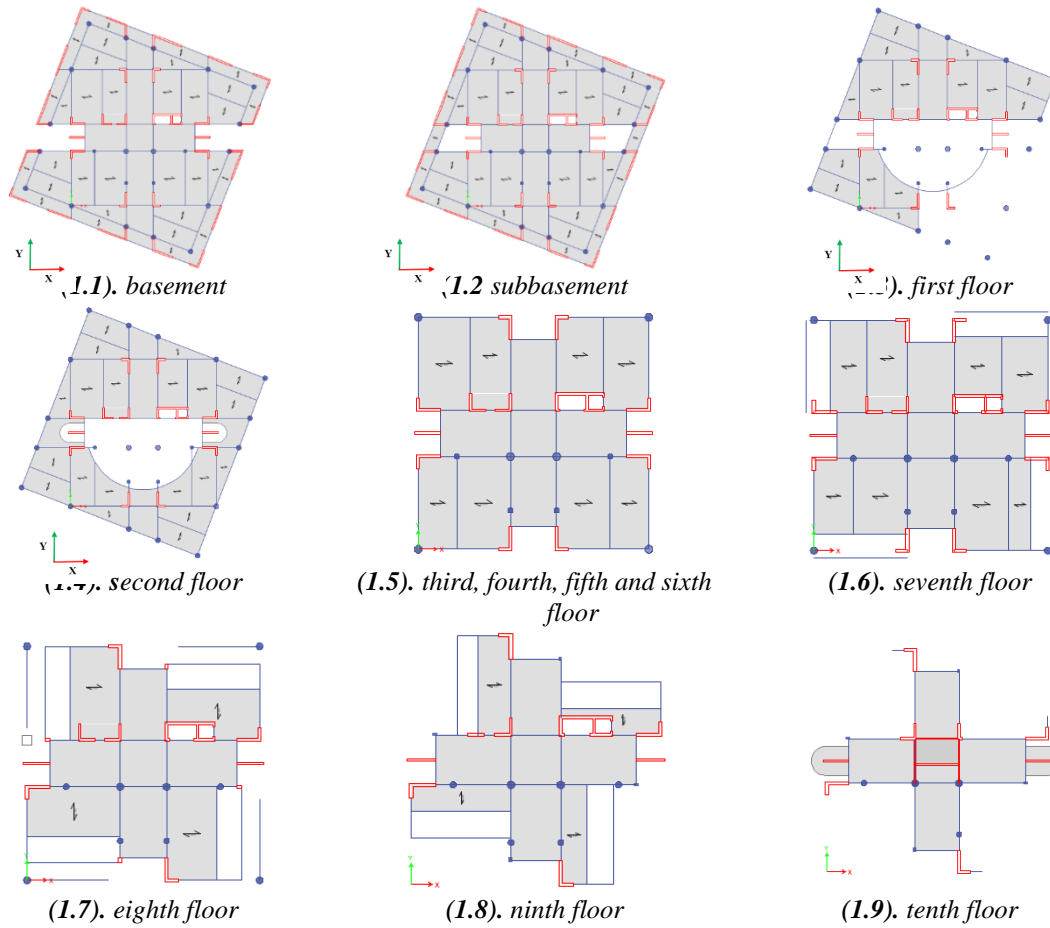 Y
X
Y
X
Y
X
(1.1). basement
(1.2 subbasement
first floor
Y
X
X
Y
X
second floor
(1.5). third, fourth, fifth and sixth
floor
(1.6). seventh floor
Y
X
X
X
(1.7). eighth floor
(1.8). ninth floor
(1.9). tenth floor